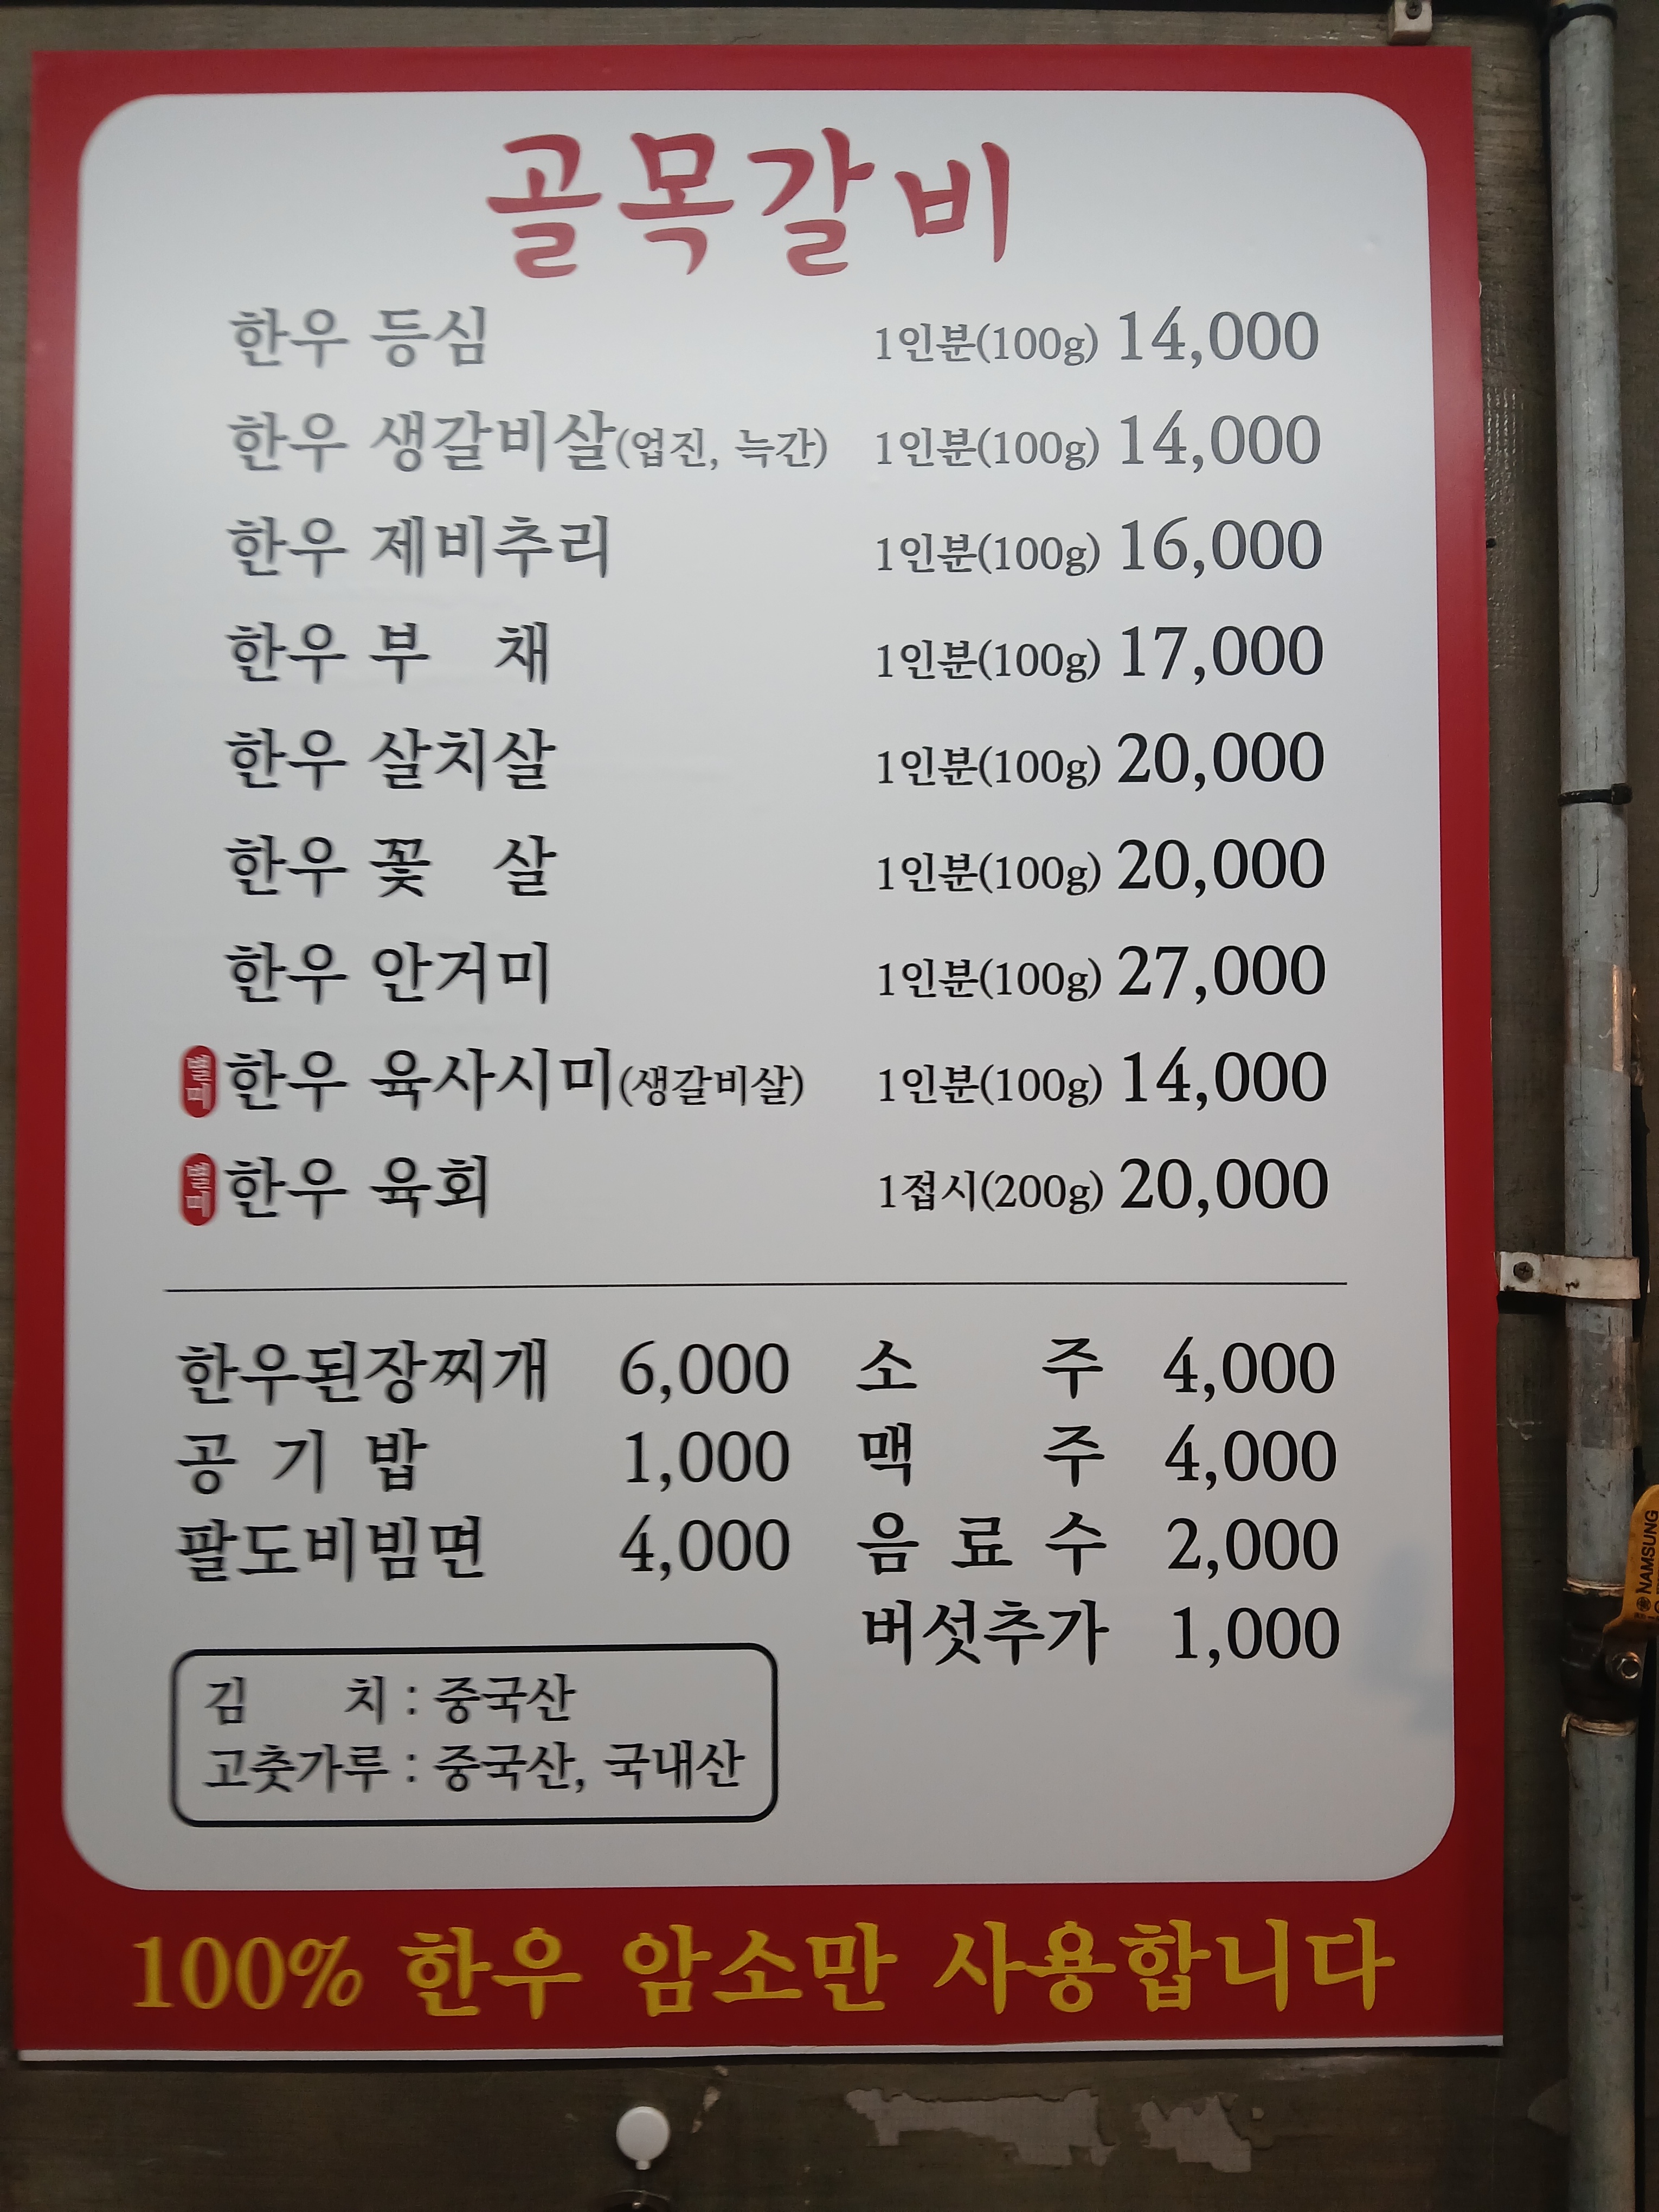 골목갈비
한우 등심 1인분(100g) 14,000
한우 생갈비살(업진, 늑간) 1인분(100g) 14,000
한우 제비추리 1인분(100g) 16,000
한우 부 채 1인분(100g) 17,000
한우 살치살 1인분(100g) 20,000
한우 꽃 살 1인분(100g) 20,000
한우 안거미 1인분(100g) 27,000
별미 한우 육사시미(생갈비살) 1인분(100g) 14,000
별미 한우 육회 1접시(200g) 20,000
한우된장찌개 6,000 소 주 4,000
공 기 밥 1,000 맥 주 4,000
팔도비빔면 4,000 음 료 수 2,000
버섯추가 1,000
김 치 : 중국산
고춧가루 : 중국산, 국내산
100% 한우 암소만 사용합니다
NAMSUNG